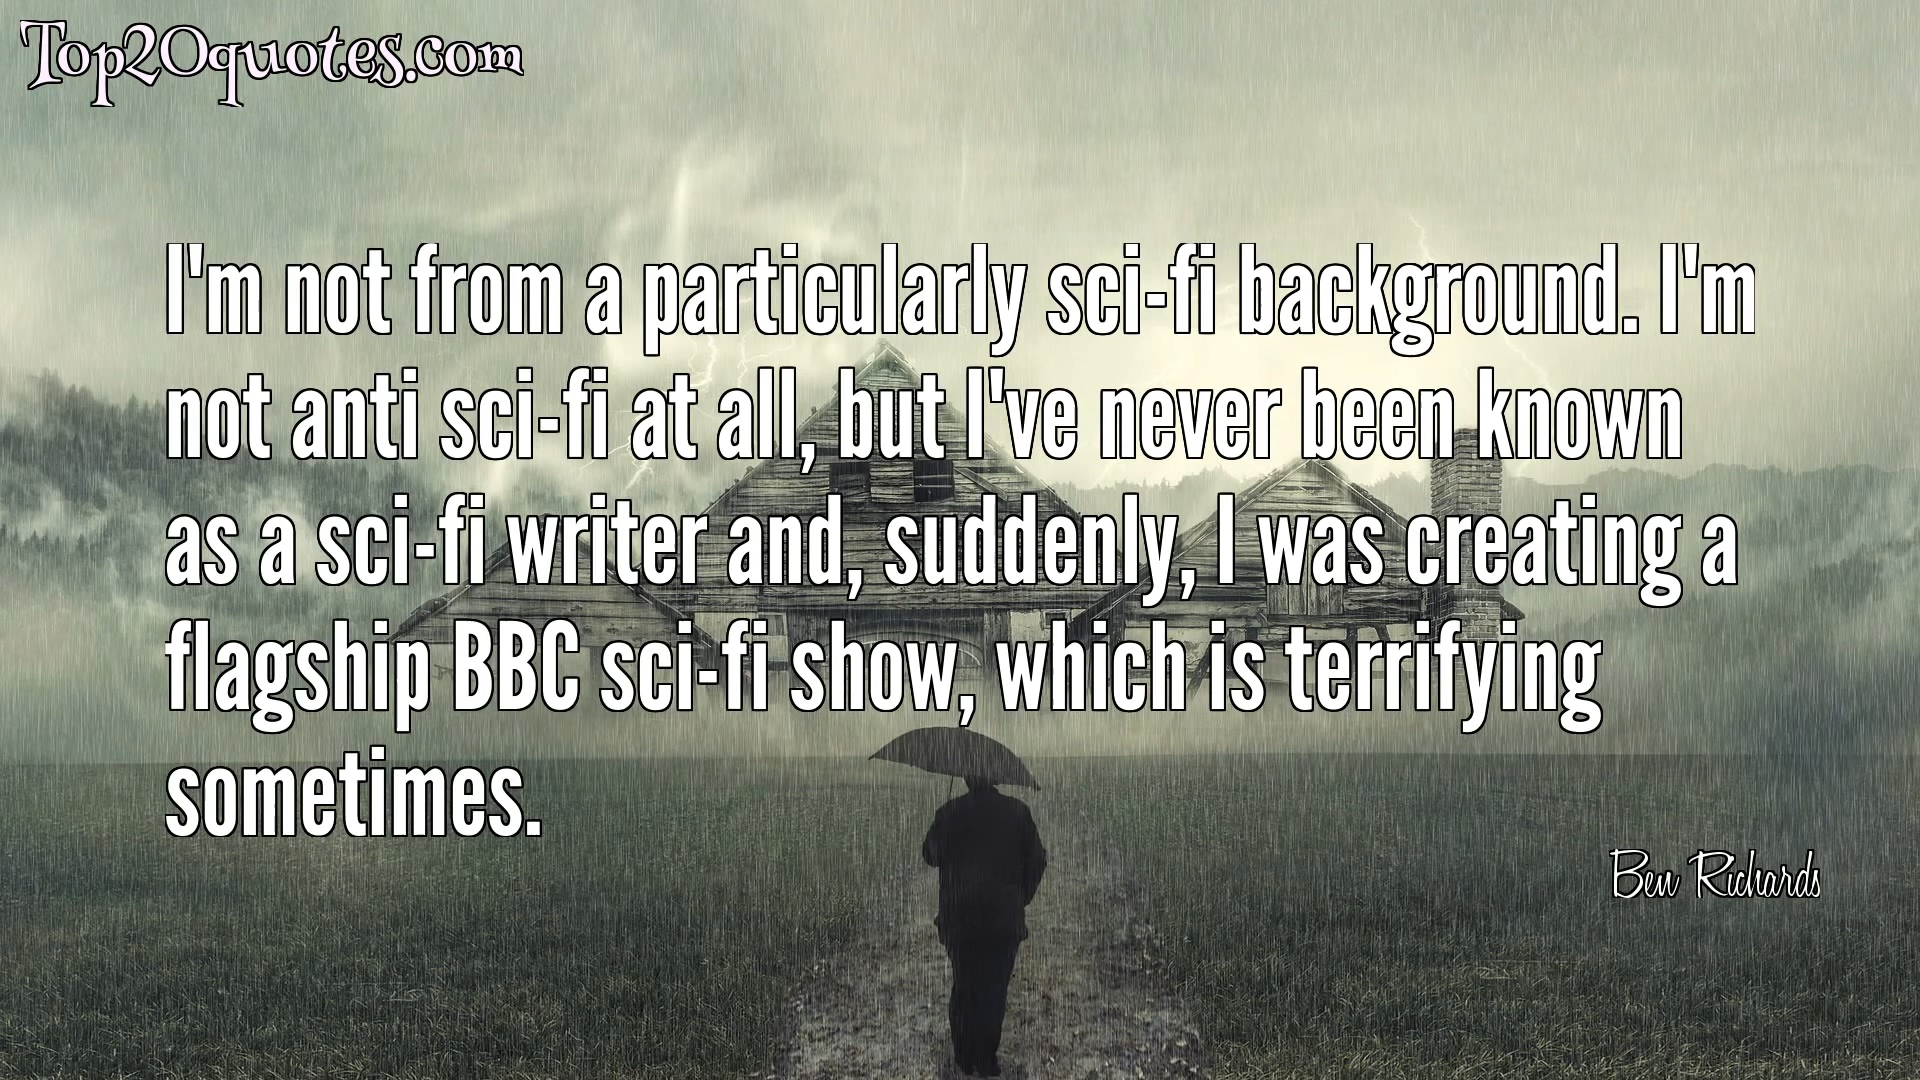 Top20quotes.com
I'm not from a particularly sci-fi background. I'm
not anti sci-fi at all, but I've never been known
as a sci-fi writer and, suddenly, I was creating a
flagship BBC sci-fi show, which is terrifying
sometimes.
Ben Richards